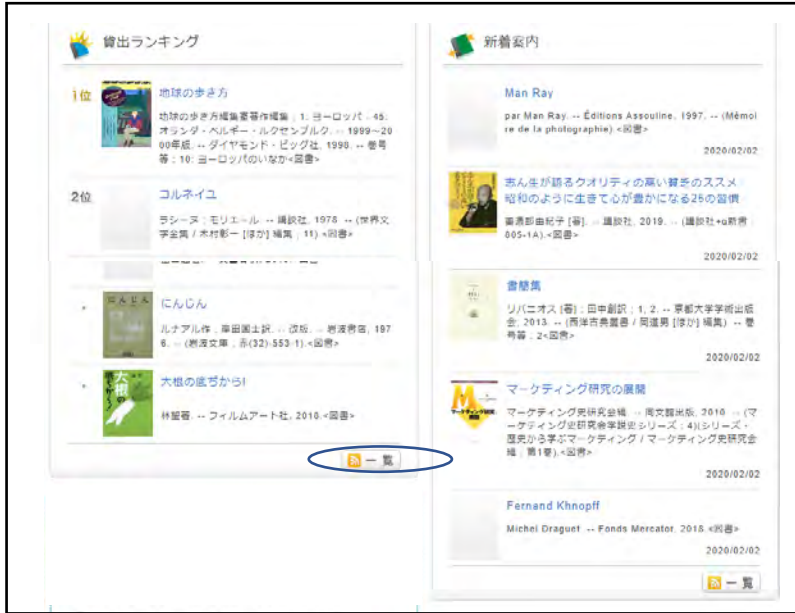 貸出ランキング
1位
地球の歩き方
地球の歩き方編集室著作編集 ; 1: ヨーロッパ - 45:
オランダ・ベルギー・ルクセンブルク. -- 1999~20
00年版. -- ダイヤモンド・ビッグ社, 1998. -- 巻号
等 : 10: ヨーロッパのいなか<図書>
2位
コルネイユ
ラシーヌ ; モリエール -- 講談社, 1978 -- (世界文
学全集 / 木村彰一 [ほか] 編集 ; 11) <図書>
にんじん
ルナアル作 ; 岸田国士訳. -- 改版. -- 岩波書店, 197
6. -- (岩波文庫 ; 赤(32)-553-1).<図書>
大根の底ぢから!
林望著. -- フィルムアート社, 2010.<図書>
一覧
新着案内
Man Ray
par Man Ray. -- Éditions Assouline, 1997. -- (Mémoi
re de la photographie) <図書>
2020/02/02
志ん生が語るクオリティの高い貧乏のススメ
昭和のように生きて心が豊かになる25の習慣
美濃部由紀子 [著]. -- 講談社, 2019. -- (講談社+α新書 ;
805-1A).<図書>
2020/02/02
書簡集
リバニオス [著] ; 田中創訳 ; 1, 2. -- 京都大学学術出版
会, 2013. -- (西洋古典叢書 / 岡道男 [ほか] 編集) -- 巻
号等 : 2<図書>
2020/02/02
マーケティング研究の展開
マーケティング史研究会編 -- 同文舘出版, 2010 -- (マ
ーケティング史研究会学説史シリーズ ; 4)(シリーズ・
歴史から学ぶマーケティング / マーケティング史研究会
編 ; 第1巻).<図書>
2020/02/02
Fernand Khnopff
Michel Draguet. -- Fonds Mercator, 2018 <図書>
2020/02/02
一覧